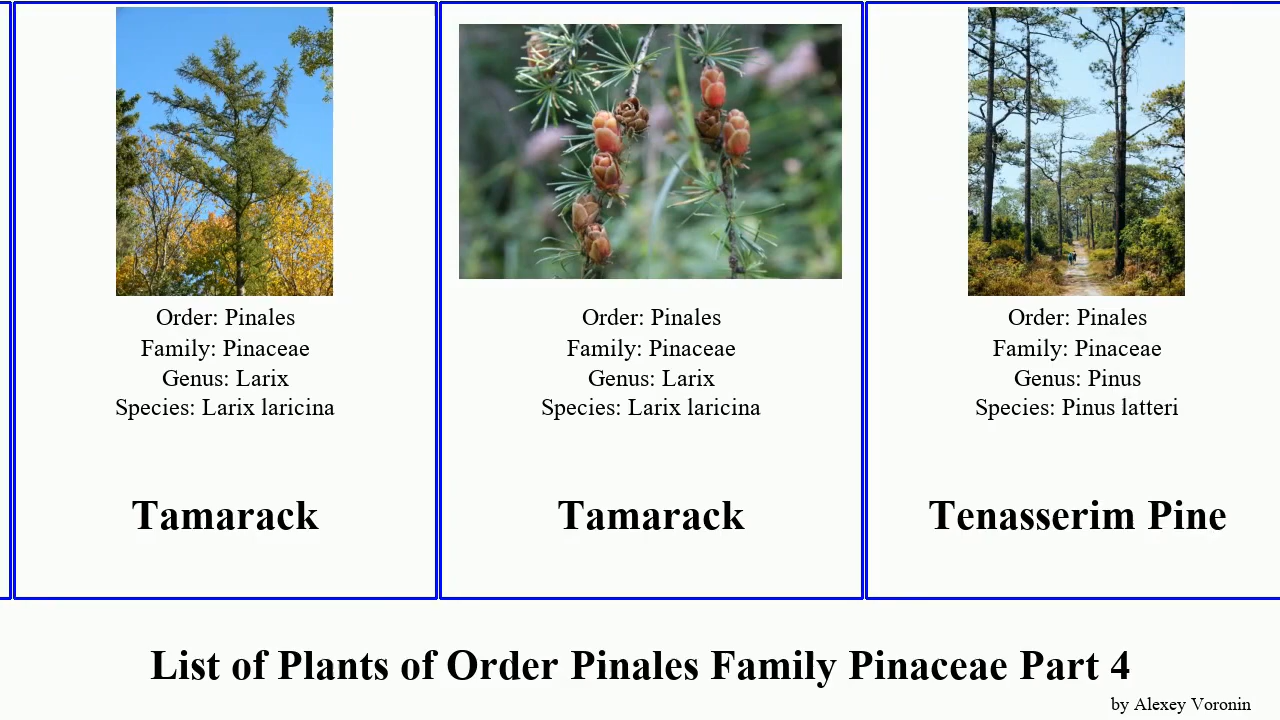 Order: Pinales
Family: Pinaceae
Genus: Larix
Species: Larix laricina
Tamarack
Order: Pinales
Family: Pinaceae
Genus: Larix
Species: Larix laricina
Tamarack
Order: Pinales
Family: Pinaceae
Genus: Pinus
Species: Pinus latteri
Tenasserim Pine
List of Plants of Order Pinales Family Pinaceae Part 4
by Alexey Voronin